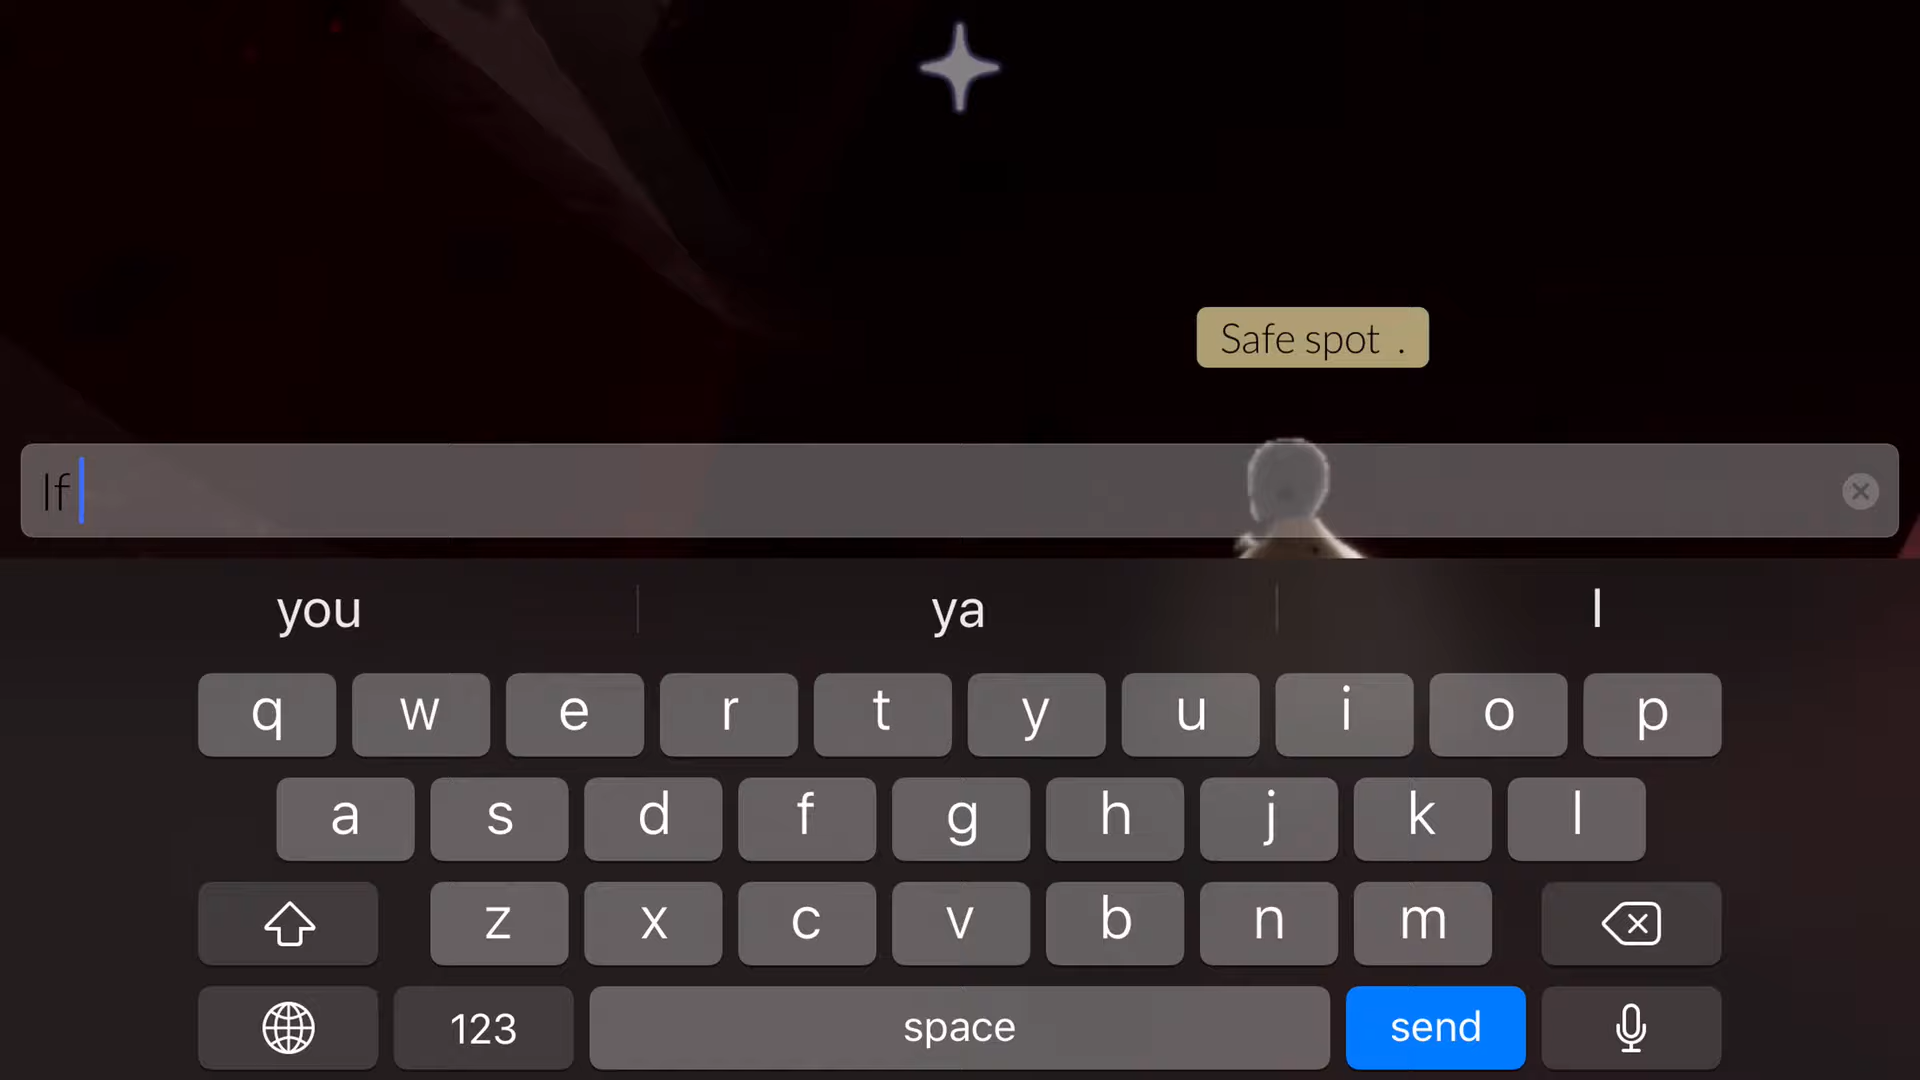 Safe spot .
If
you ya I
q w e r t y u i o p
a s d f g h j k l
z x c v b n m
123 space send